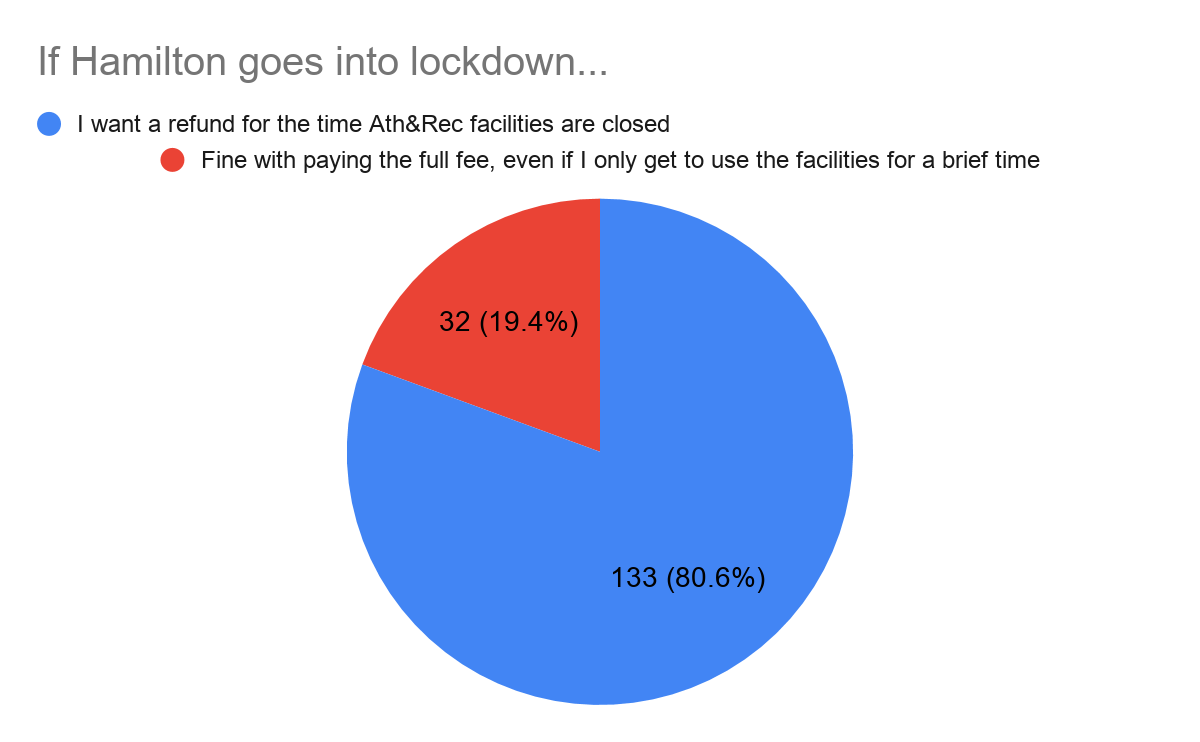 If Hamilton goes into lockdown...
I want a refund for the time Ath&Rec facilities are closed
Fine with paying the full fee, even if I only get to use the facilities for a brief time
32 (19.4%)
133 (80.6%)